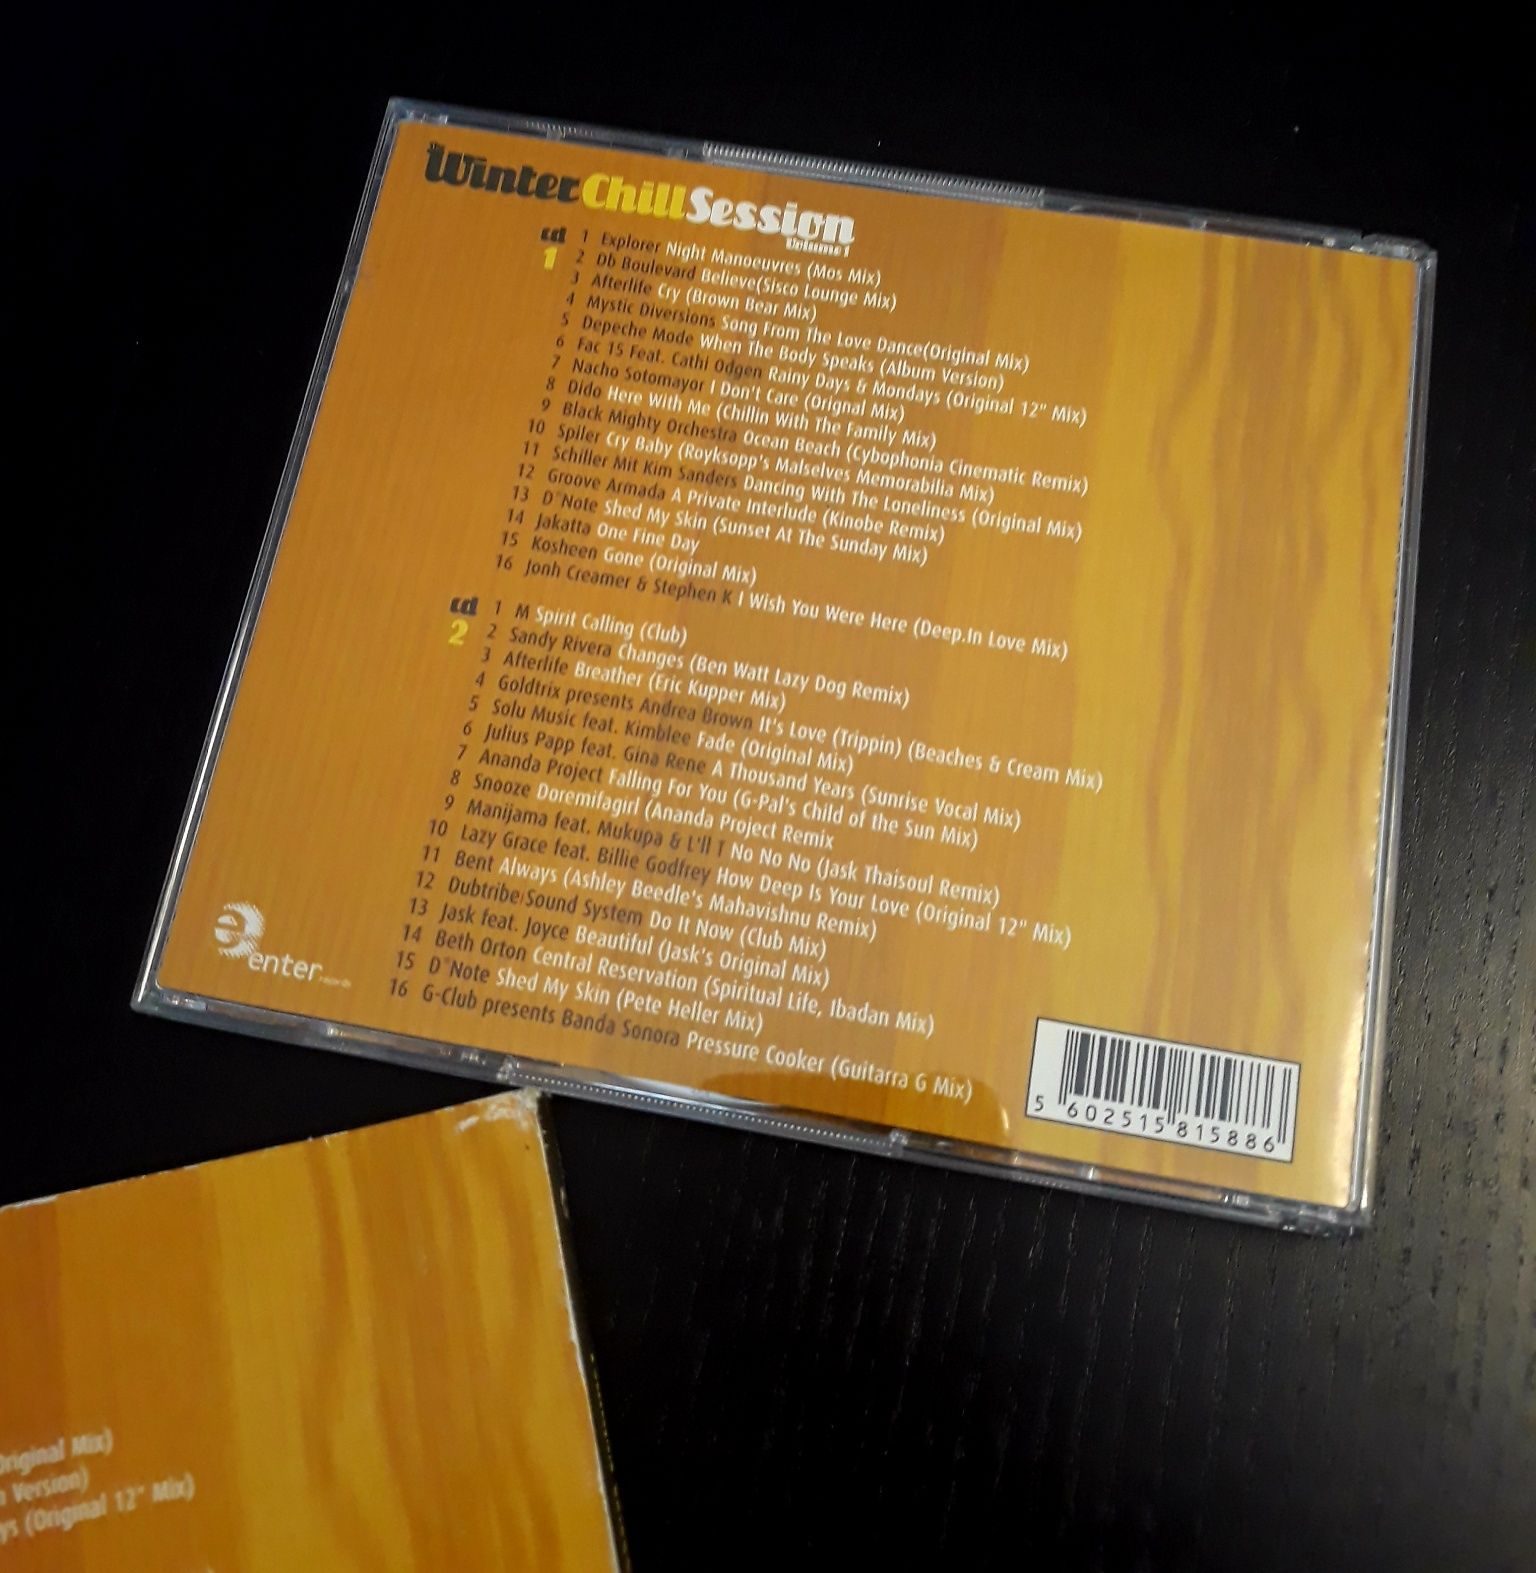 Winter Chill Session
Volume 1
cd 1
1 Explorer Night Manoeuvres (Mos Mix)
2 Db Boulevard Believe(Sisco Lounge Mix)
3 Afterlife Cry (Brown Bear Mix)
4 Mystic Diversions Song From The Love Dance(Original Mix)
5 Depeche Mode When The Body Speaks (Album Version)
6 Fac 15 Feat. Cathi Odgen Rainy Days & Mondays (Original 12" Mix)
7 Nacho Sotomayor I Don't Care (Orignal Mix)
8 Dido Here With Me (Chillin With The Family Mix)
9 Black Mighty Orchestra Ocean Beach (Cybophonia Cinematic Remix)
10 Spiler Cry Baby (Royksopp's Malselves Memorabilia Mix)
11 Schiller Mit Kim Sanders Dancing With The Loneliness (Original Mix)
12 Groove Armada A Private Interlude (Kinobe Remix)
13 D*Note Shed My Skin (Sunset At The Sunday Mix)
14 Jakatta One Fine Day
15 Kosheen Gone (Original Mix)
16 Jonh Creamer & Stephen K I Wish You Were Here (Deep.In Love Mix)
cd 2
1 M Spirit Calling (Club)
2 Sandy Rivera Changes (Ben Watt Lazy Dog Remix)
3 Afterlife Breather (Eric Kupper Mix)
4 Goldtrix presents Andrea Brown It's Love (Trippin) (Beaches & Cream Mix)
5 Solu Music feat. Kimblee Fade (Original Mix)
6 Julius Papp feat. Gina Rene A Thousand Years (Sunrise Vocal Mix)
7 Ananda Project Falling For You (G-Pal's Child of the Sun Mix)
8 Snooze Doremifagirl (Ananda Project Remix
9 Manijama feat. Mukupa & L'll T No No No (Jask Thaisoul Remix)
10 Lazy Grace feat. Billie Godfrey How Deep Is Your Love (Original 12" Mix)
11 Bent Always (Ashley Beedle's Mahavishnu Remix)
12 Dubtribe Sound System Do It Now (Club Mix)
13 Jask feat. Joyce Beautiful (Jask's Original Mix)
14 Beth Orton Central Reservation (Spiritual Life, Ibadan Mix)
15 D*Note Shed My Skin (Pete Heller Mix)
16 G-Club presents Banda Sonora Pressure Cooker (Guitarra G Mix)
enter
5 602515 815886
Original Mix)
Version)
ys (Original 12" Mix)